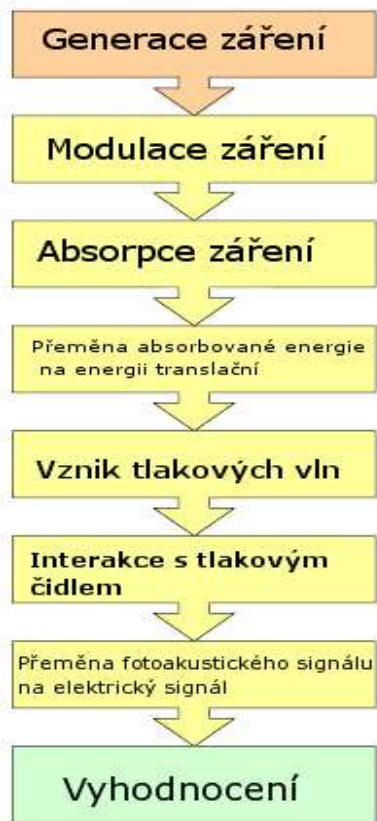 Generace záření
Modulace záření
Absorpce záření
Přeměna absorbované energie
na energii translační
Vznik tlakových vln
Interakce s tlakovým
čidlem
Přeměna fotoakustického signálu
na elektrický signál
Vyhodnocení